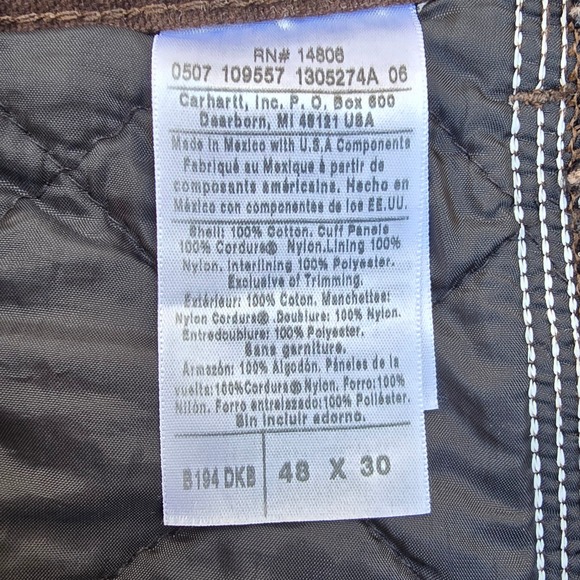 RN# 14806
0507 109557 1305274A 06
Carhartt, Inc. P. O. Box 600
Dearborn, MI 48121 USA
Made in Mexico with U.S.A Components
Fabriqué au Mexique à partir de
composants américains. Hecho en
México con componentes de los EE.UU.
Shell: 100% Cotton. Cuff Panels
100% Cordura® Nylon.Lining 100%
Nylon. Interlining 100% Polyester.
Exclusive of Trimming.
Extérieur: 100% Coton. Manchettes:
Nylon Cordura®.Doublure: 100% Nylon.
Entredoublure: 100% Polyester.
Sans garniture.
Armazón: 100% Algodón. Páneles de la
vuelta:100%Cordura® Nylon. Forro:100%
Nilón. Forro entrelazado:100% Poliéster.
Sin incluir adorno.
B194 DKB 48 X 30